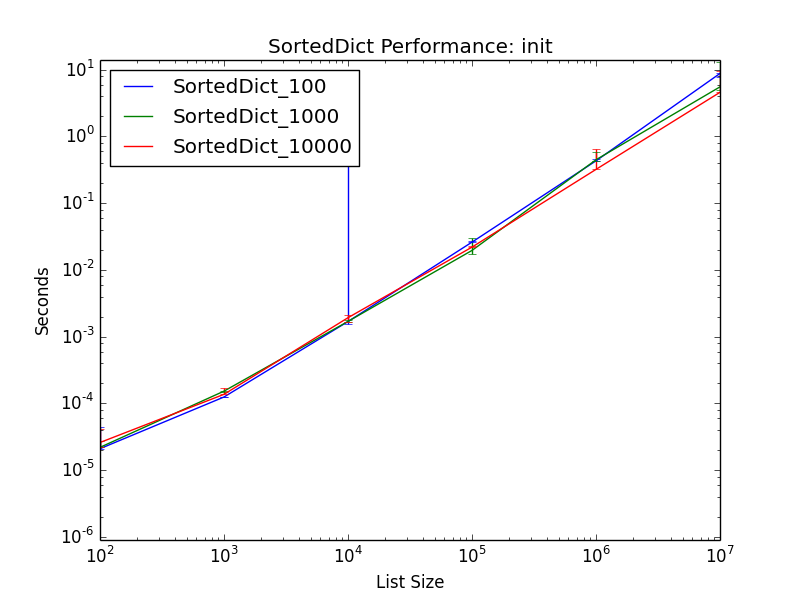 SortedDict Performance: init
10^1
SortedDict_100
SortedDict_1000
SortedDict_10000
10^0
10^-1
10^-2
10^-3
10^-4
10^-5
10^-6
Seconds
10^2 10^3 10^4 10^5 10^6 10^7
List Size